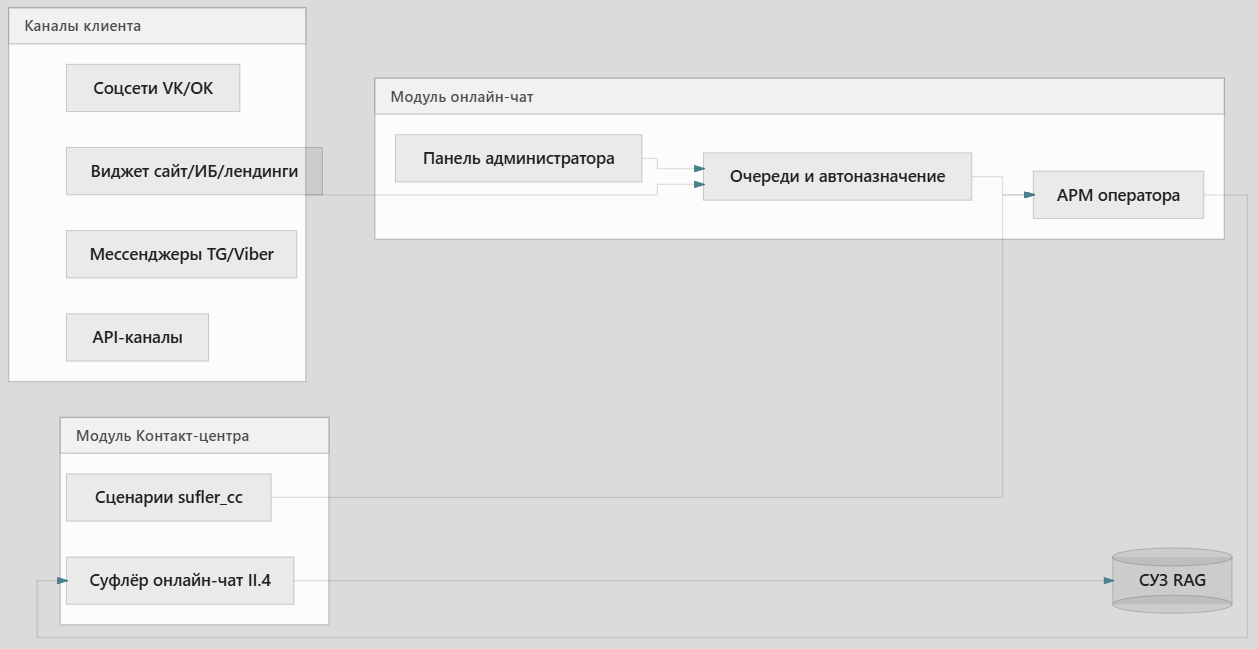 Каналы клиента
Соцсети VK/OK
Виджет сайт/ИБ/лендинги
Мессенджеры TG/Viber
API-каналы
Модуль онлайн-чат
Панель администратора
Очереди и автоназначение
АРМ оператора
Модуль Контакт-центра
Сценарии sufler_cc
Суфлёр онлайн-чат II.4
СУЗ RAG